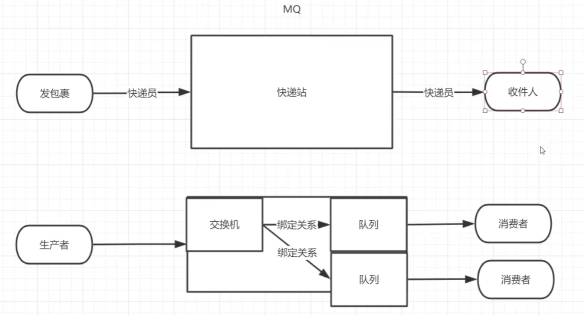 MQ
发包裹
快递员
快递站
快递员
收件人
生产者
交换机
绑定关系
绑定关系
队列
队列
消费者
消费者